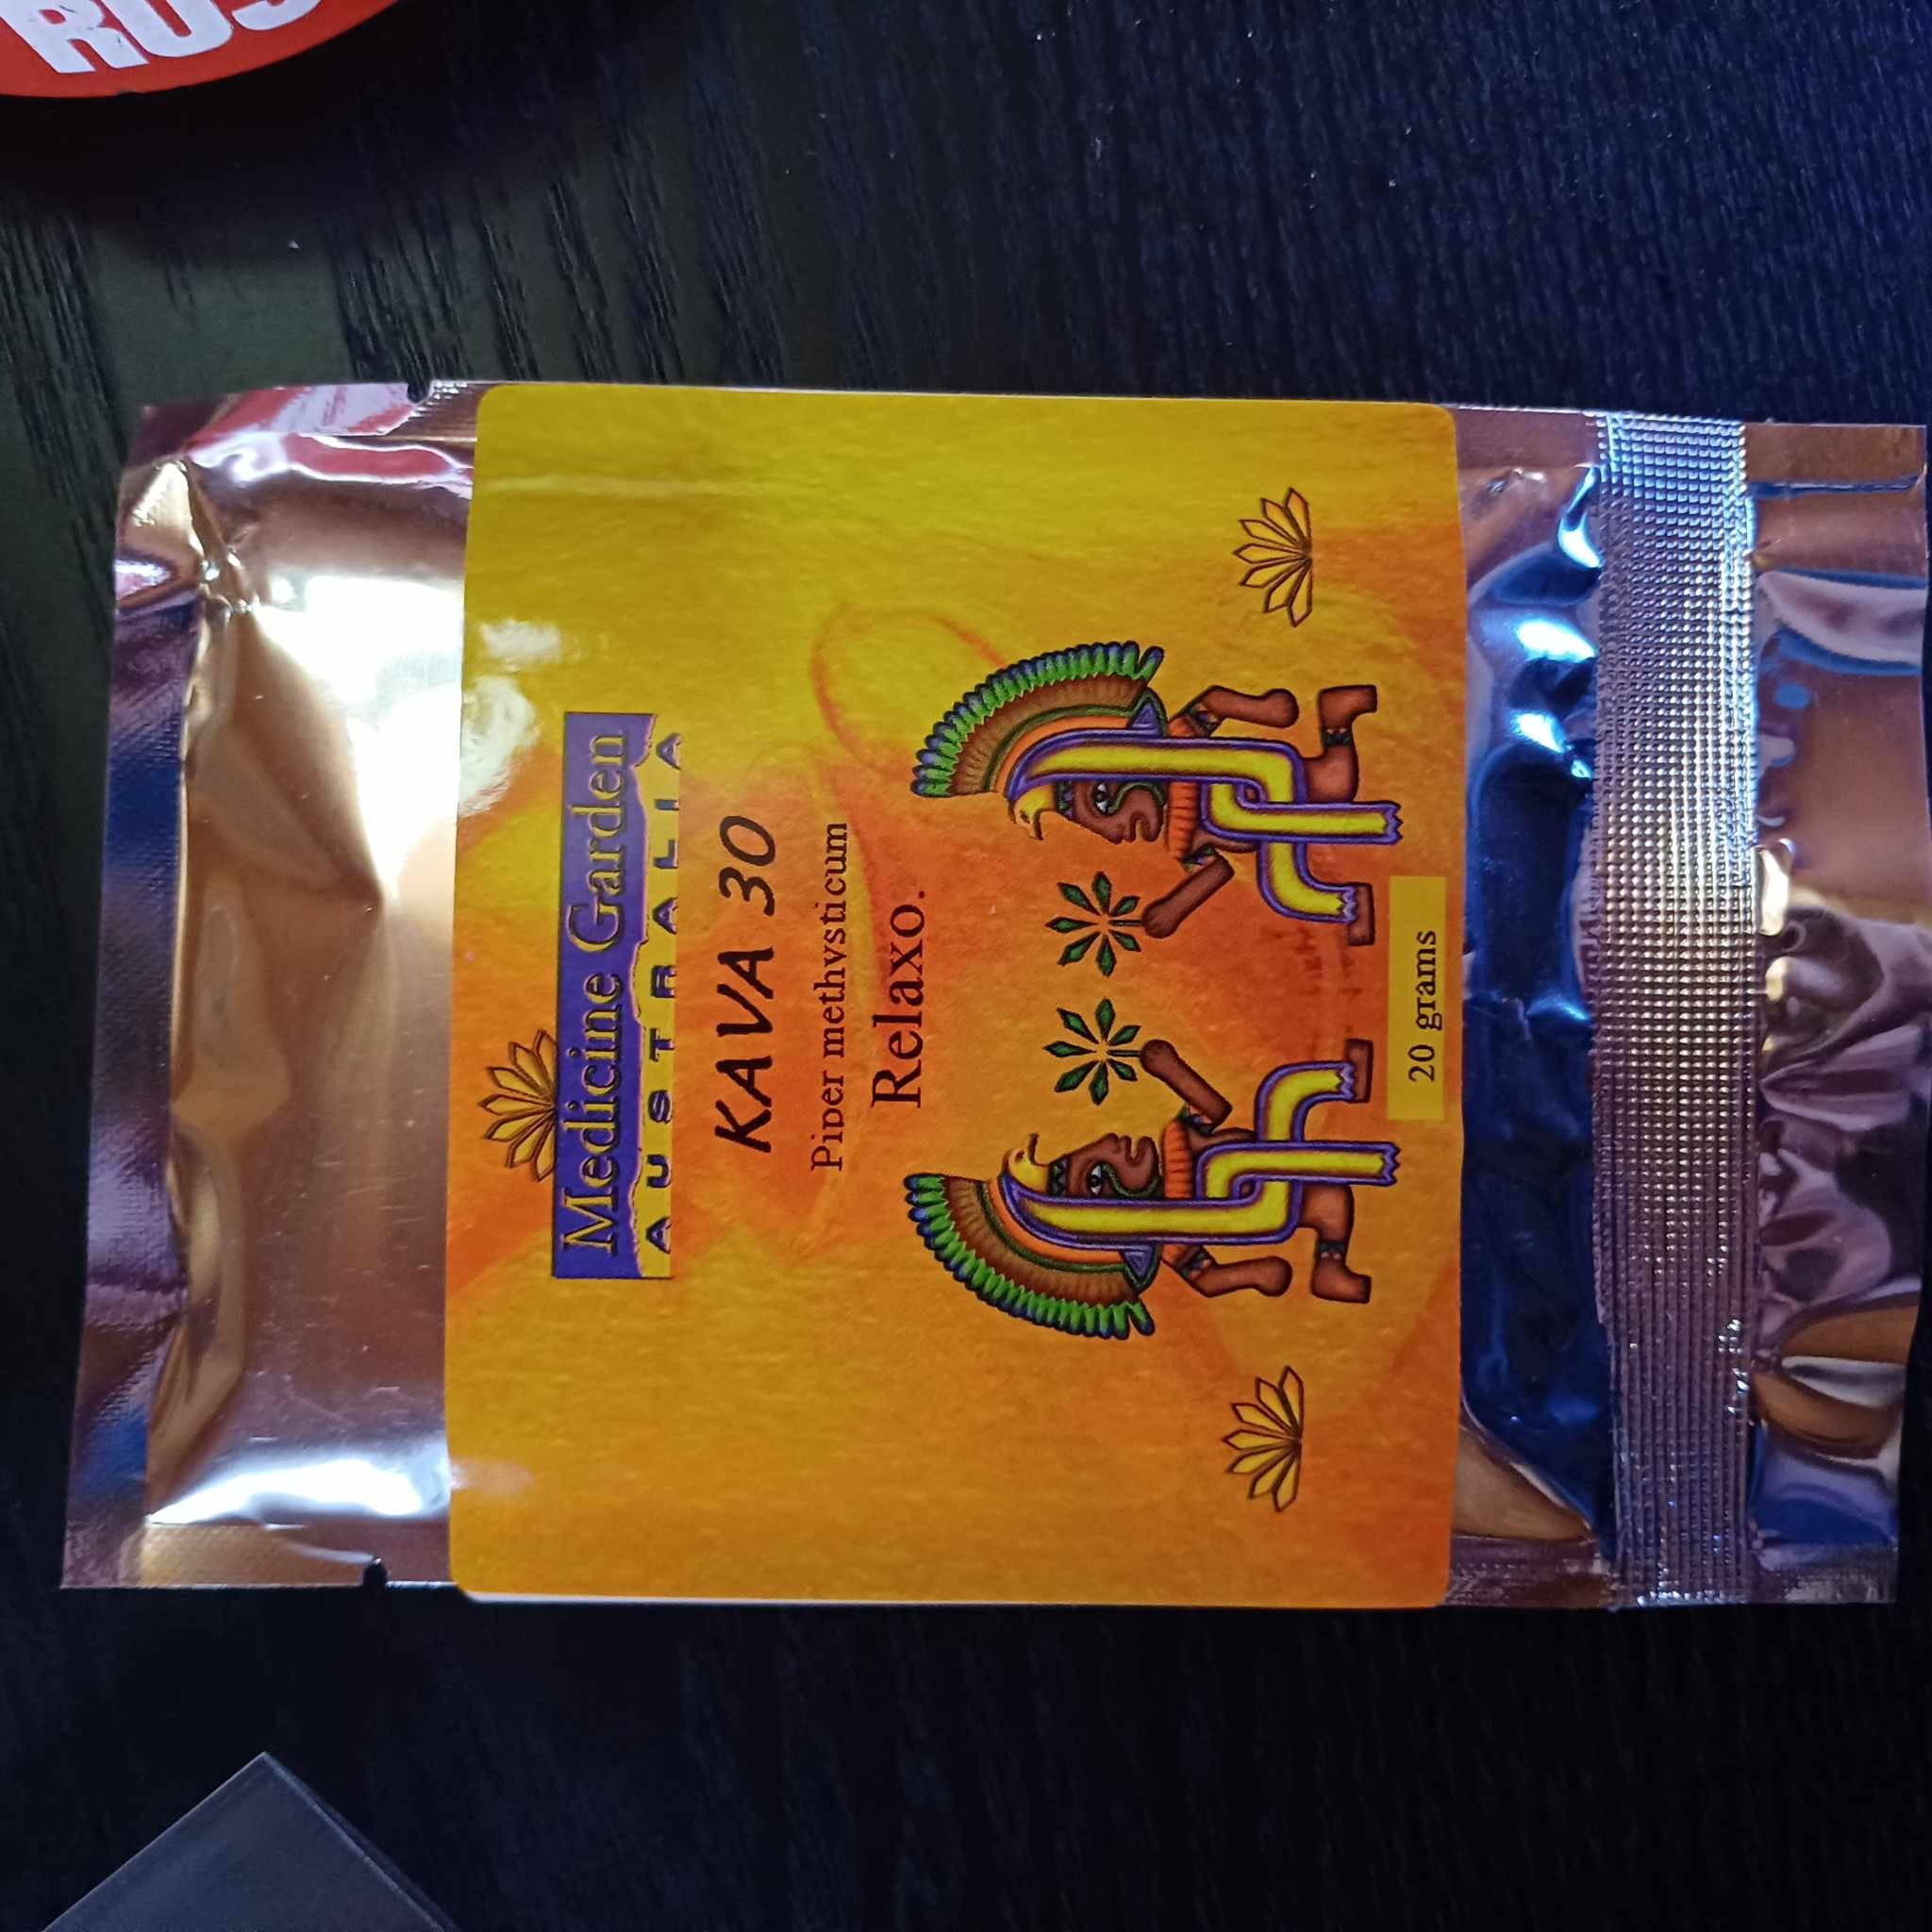 Medicine Garden
AUSTRALIA
KAVA 30
Piper methysticum
Relaxo.
20 grams